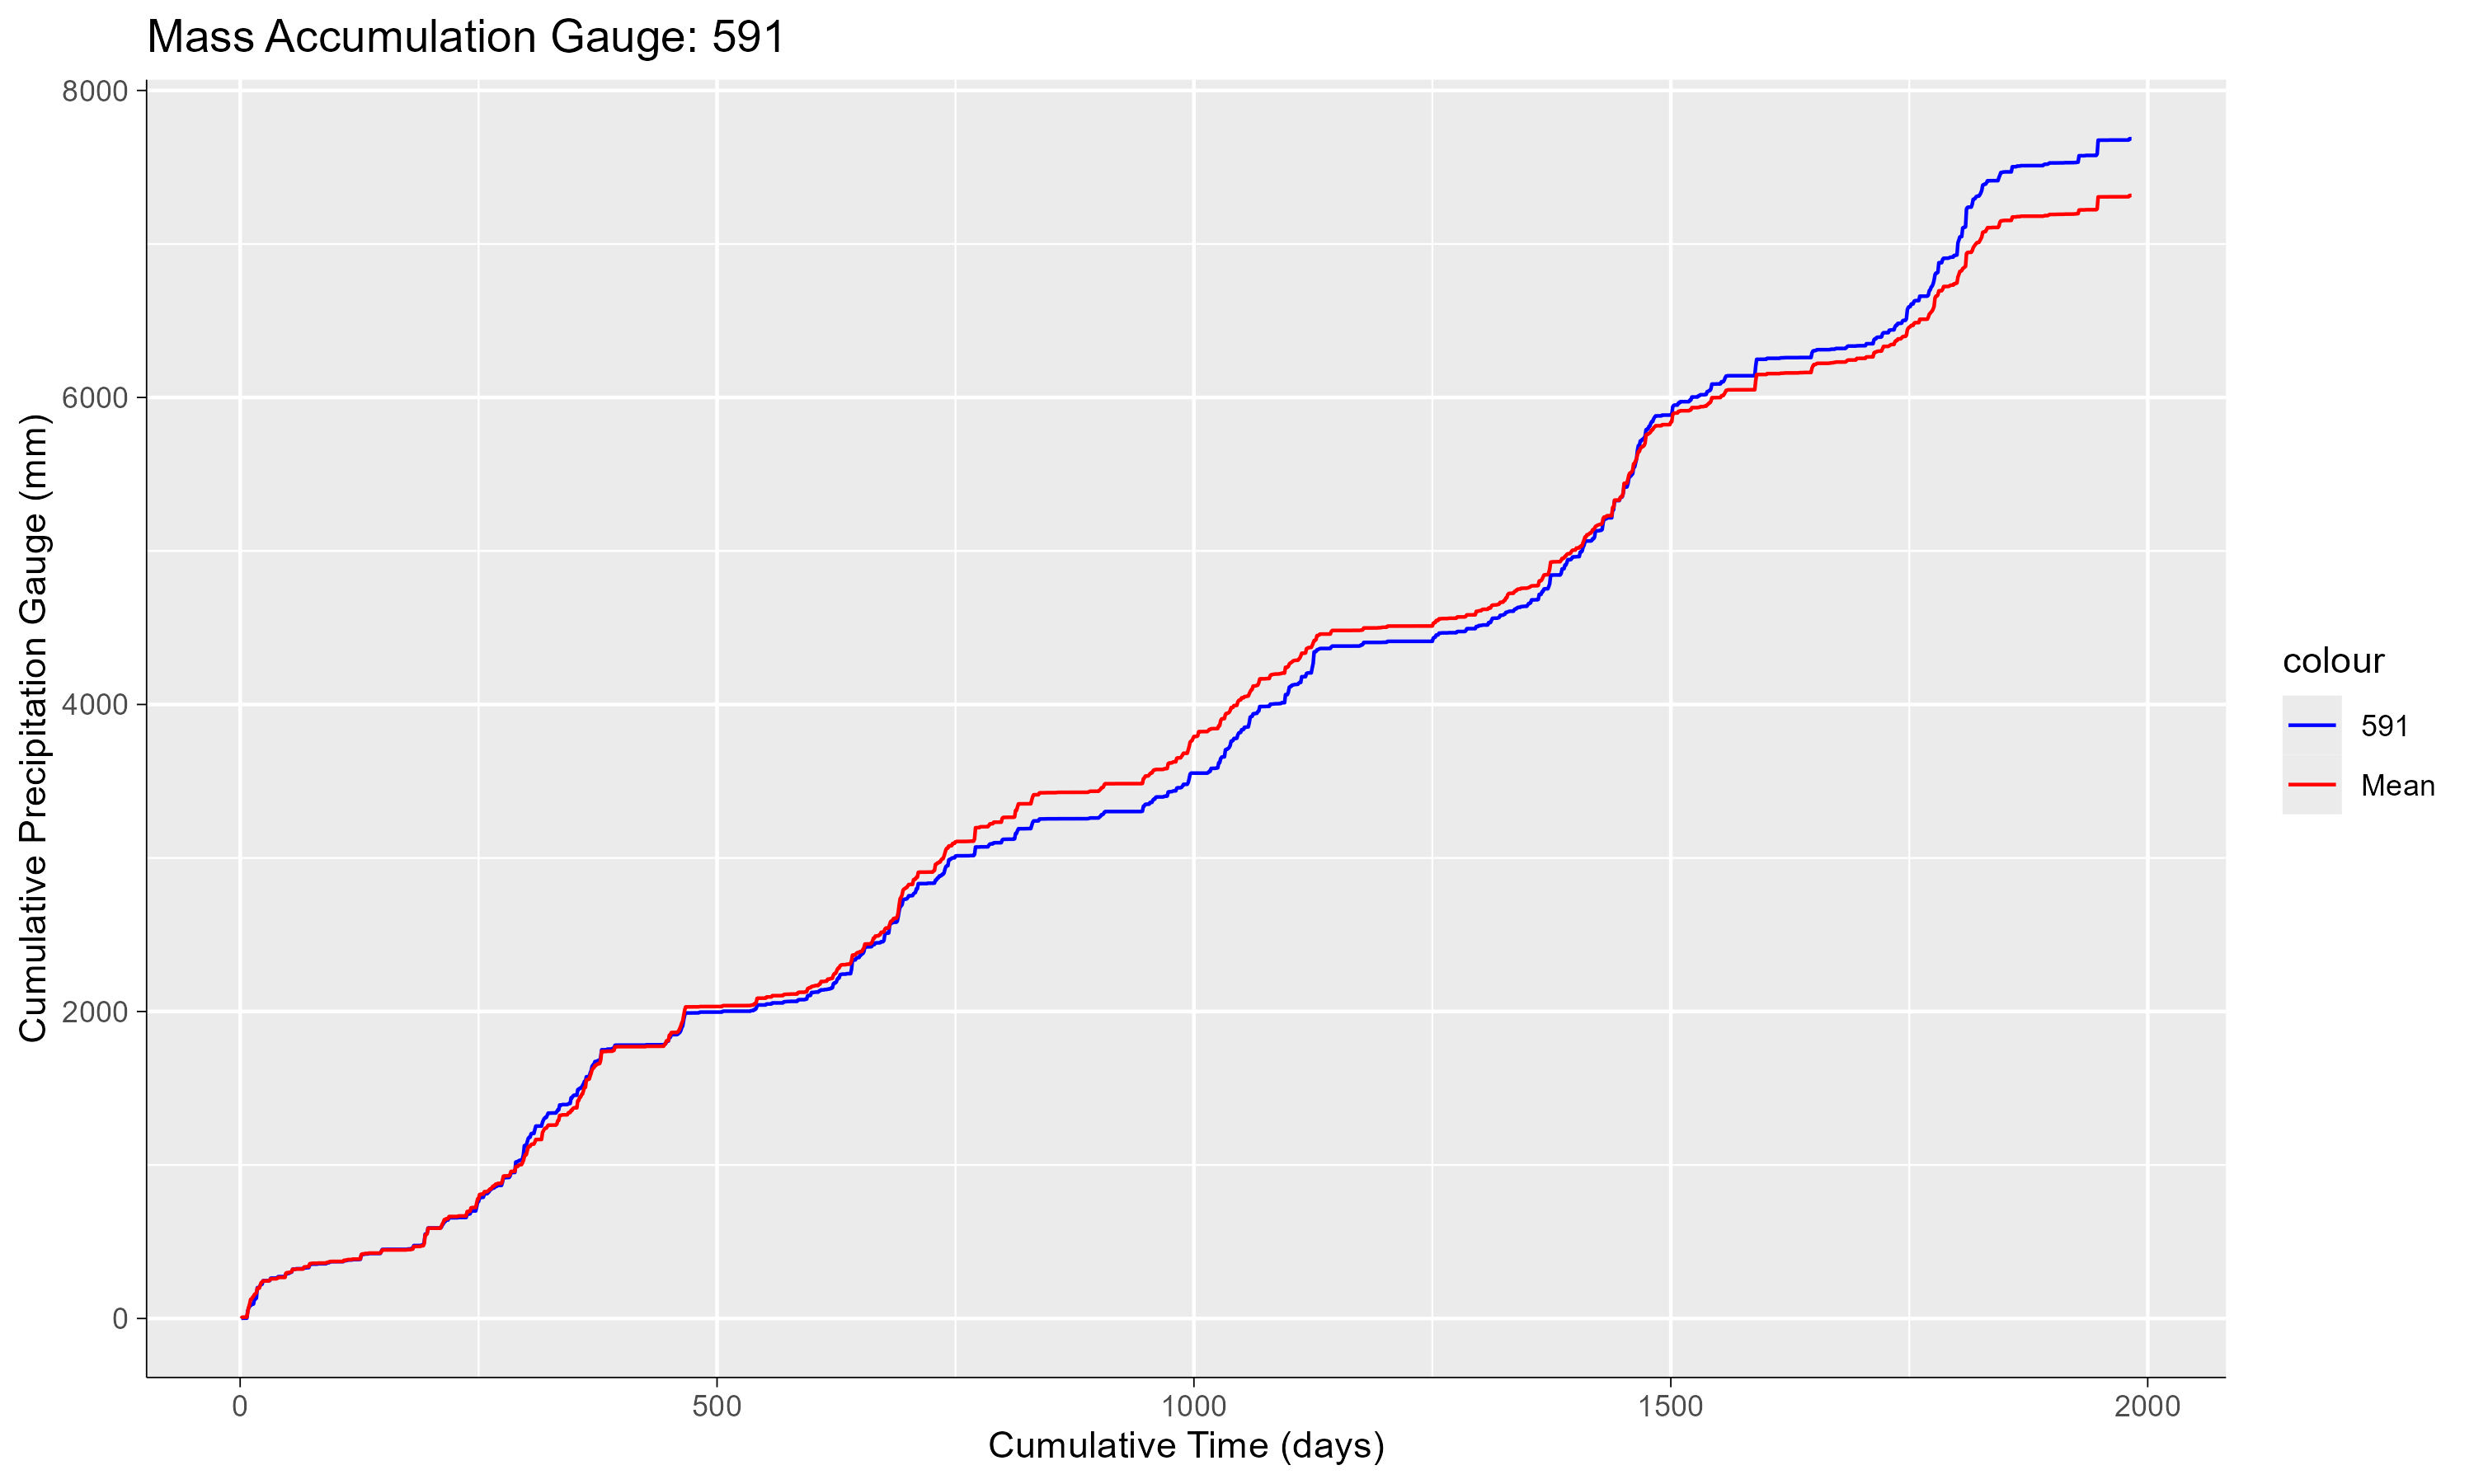 Mass Accumulation Gauge: 591
Cumulative Precipitation Gauge (mm)
8000
6000
4000
2000
0
0
500
1000
1500
2000
Cumulative Time (days)
colour
591
Mean